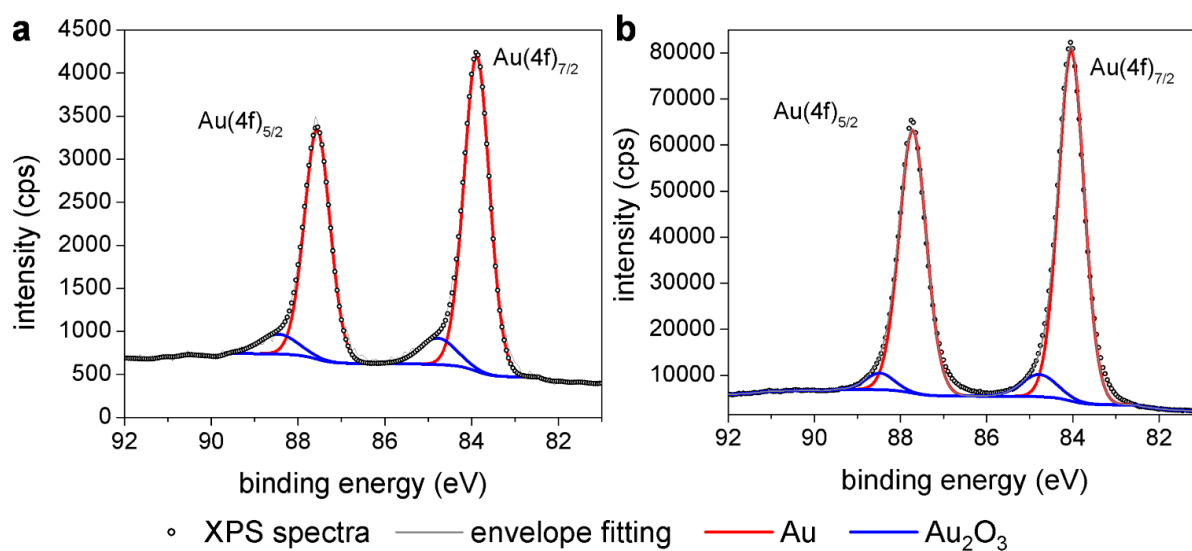 a
4500
4000
3500
3000
2500
2000
1500
1000
500
0
intensity (cps)
Au(4f)5/2
Au(4f)7/2
92 90 88 86 84 82
binding energy (eV)
b
80000
70000
60000
50000
40000
30000
20000
10000
intensity (cps)
Au(4f)5/2
Au(4f)7/2
92 90 88 86 84 82
binding energy (eV)
XPS spectra envelope fitting Au Au2O3